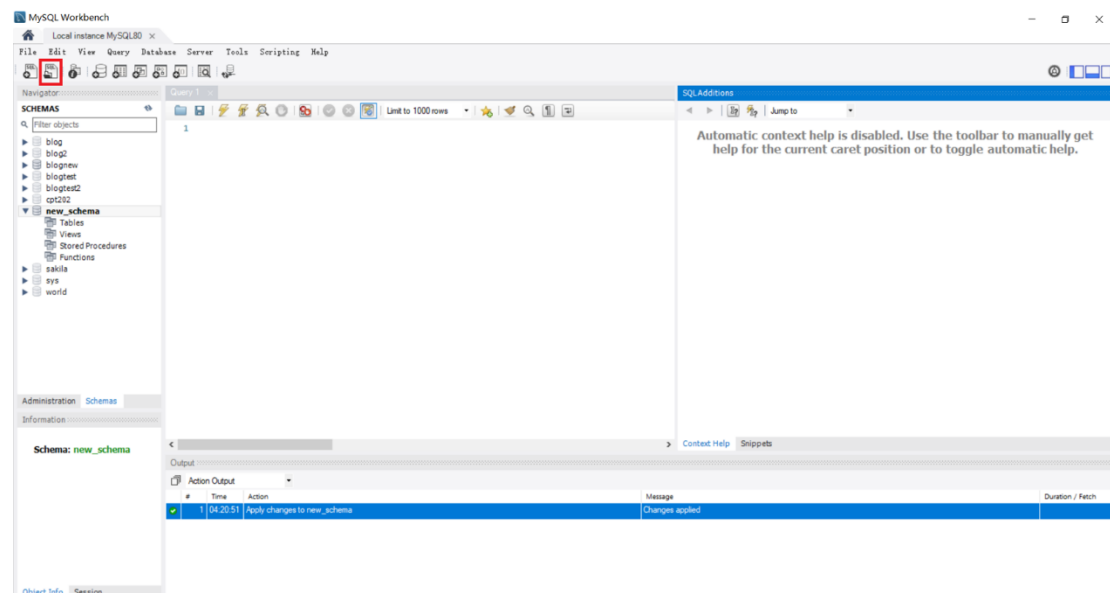 MySQL Workbench
Local instance MySQL80
File Edit View Query Database Server Tools Scripting Help
Navigator
Query 1
SQLAdditions
SCHEMAS
Limit to 1000 rows
Jump to
Filter objects
1
blog
blog2
blognew
blogtest
blogtest2
cpt202
new_schema
Tables
Views
Stored Procedures
Functions
sakila
sys
world
Automatic context help is disabled. Use the toolbar to manually get
help for the current caret position or to toggle automatic help.
Administration Schemas
Information
Schema: new_schema
Context Help Snippets
Output
Action Output
# Time Action Message Duration / Fetch
1 04:20:51 Apply changes to new_schema Changes applied
Object Info Session